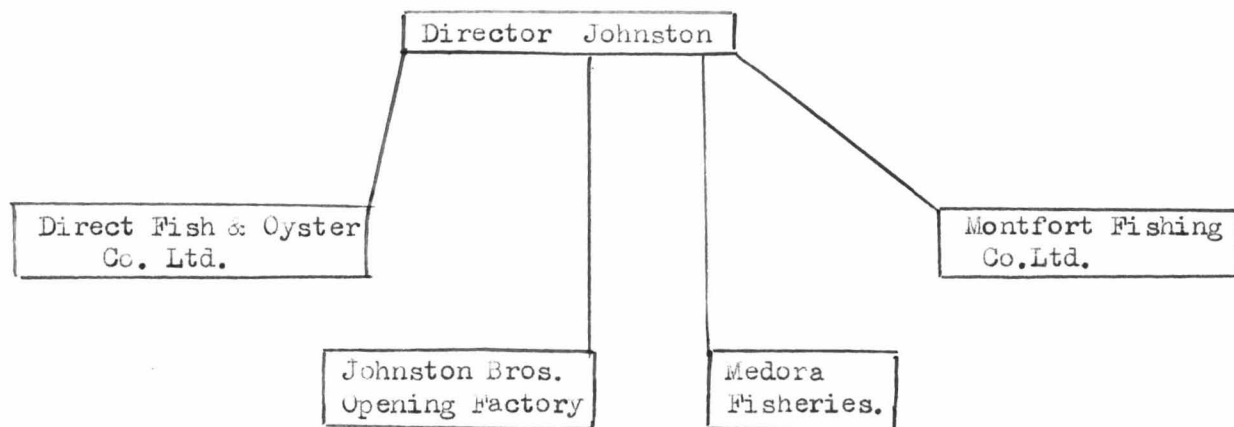 Director Johnston
Direct Fish & Oyster
Co. Ltd.
Montfort Fishing
Co.Ltd.
Johnston Bros.
Opening Factory
Medora
Fisheries.